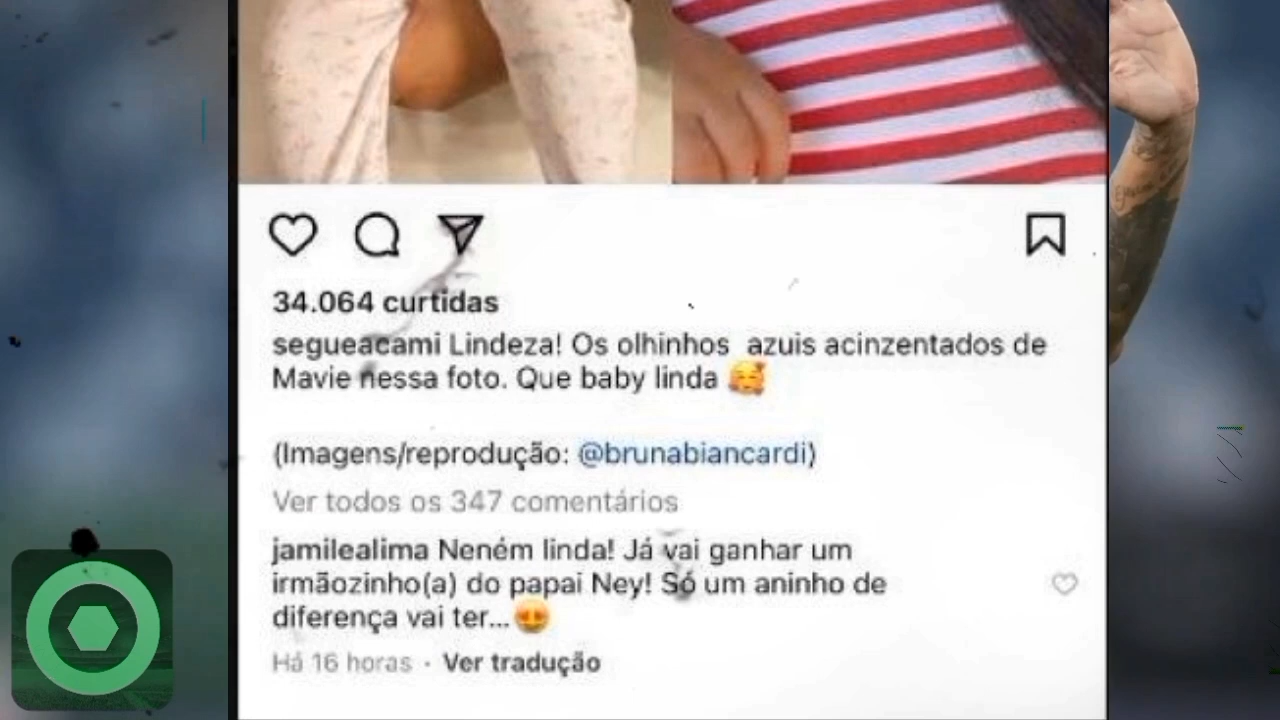 34.064 curtidas
segueacami Lindeza! Os olhinhos azuis acinzentados de
Mavie nessa foto. Que baby linda 🥰
(Imagens/reprodução: @brunabiancardi)
Ver todos os 347 comentários
jamilealima Neném linda! Já vai ganhar um
irmãozinho(a) do papai Ney! Só um aninho de
diferença vai ter...😍
Há 16 horas · Ver tradução